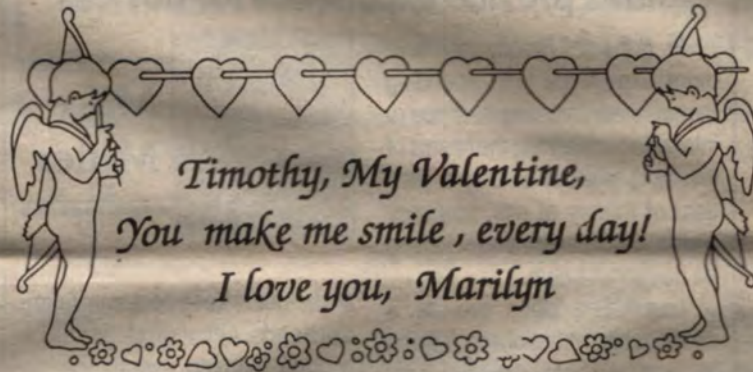 Timothy, My Valentine,
You make me smile , every day!
I love you, Marilyn